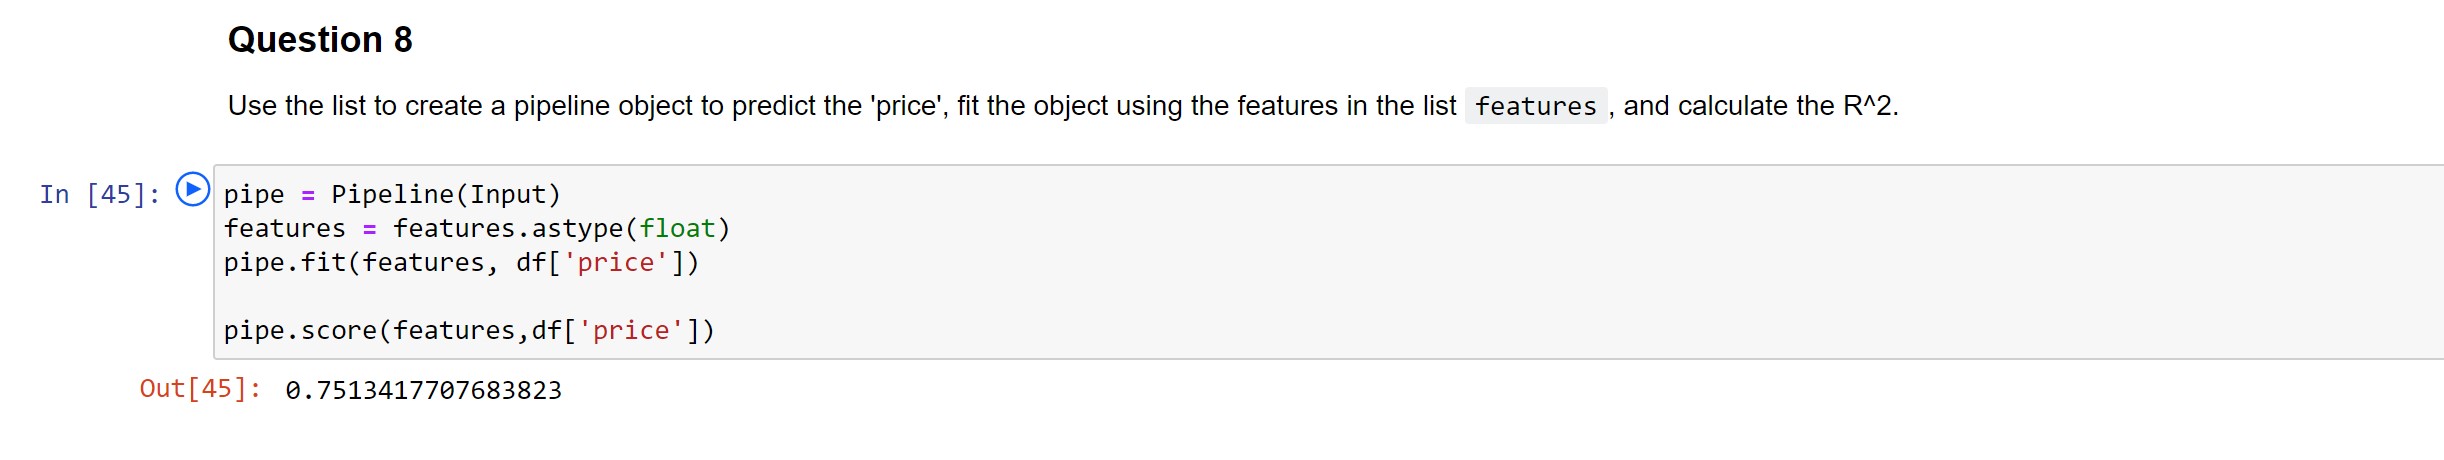 Question 8
Use the list to create a pipeline object to predict the 'price', fit the object using the features in the list features , and calculate the R^2.
In [45]:
pipe = Pipeline(Input)
features = features.astype(float)
pipe.fit(features, df['price'])
pipe.score(features,df['price'])
Out[45]: 0.7513417707683823